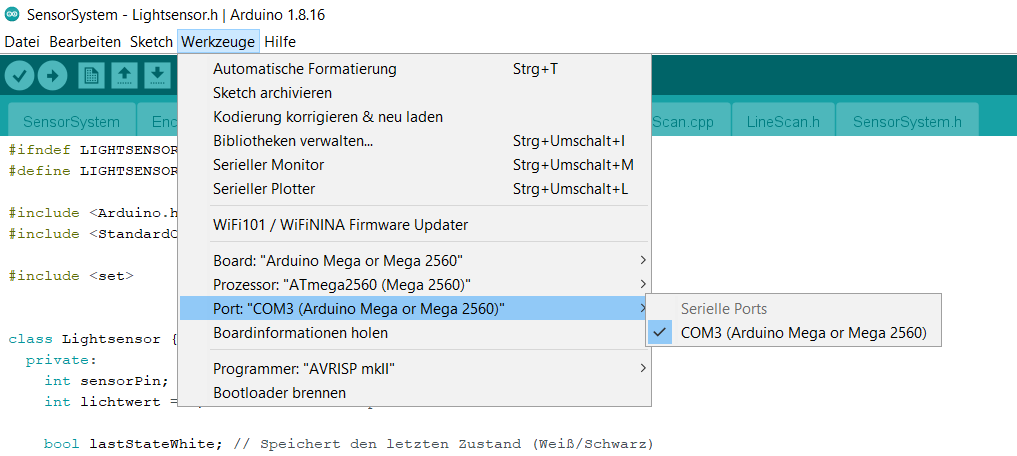 SensorSystem - Lightsensor.h | Arduino 1.8.16
Datei Bearbeiten Sketch Werkzeuge Hilfe
Automatische Formatierung Strg+T
Sketch archivieren
Kodierung korrigieren & neu laden
Bibliotheken verwalten... Strg+Umschalt+I
Serieller Monitor Strg+Umschalt+M
Serieller Plotter Strg+Umschalt+L
WiFi101 / WiFiNINA Firmware Updater
Board: "Arduino Mega or Mega 2560"
Prozessor: "ATmega2560 (Mega 2560)"
Port: "COM3 (Arduino Mega or Mega 2560)"
Boardinformationen holen
Programmer: "AVRISP mkII"
Bootloader brennen
Serielle Ports
COM3 (Arduino Mega or Mega 2560)
SensorSystem Enc Scan.cpp LineScan.h SensorSystem.h
#ifndef LIGHTSENSOR
#define LIGHTSENSOR
#include <Arduino.h
#include <StandardC
#include <set>
class Lightsensor {
private:
int sensorPin;
int lichtwert =
bool lastStateWhite; // Speichert den letzten Zustand (Weiß/Schwarz)